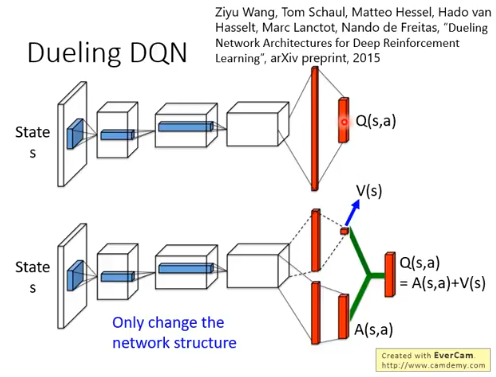 Ziyu Wang, Tom Schaul, Matteo Hessel, Hado van
Hasselt, Marc Lanctot, Nando de Freitas, “Dueling
Network Architectures for Deep Reinforcement
Learning”, arXiv preprint, 2015
Dueling DQN
State
s
Q(s,a)
V(s)
State
s
Q(s,a)
= A(s,a)+V(s)
Only change the
network structure
A(s,a)
Created with EverCam.
http://www.camdemy.com